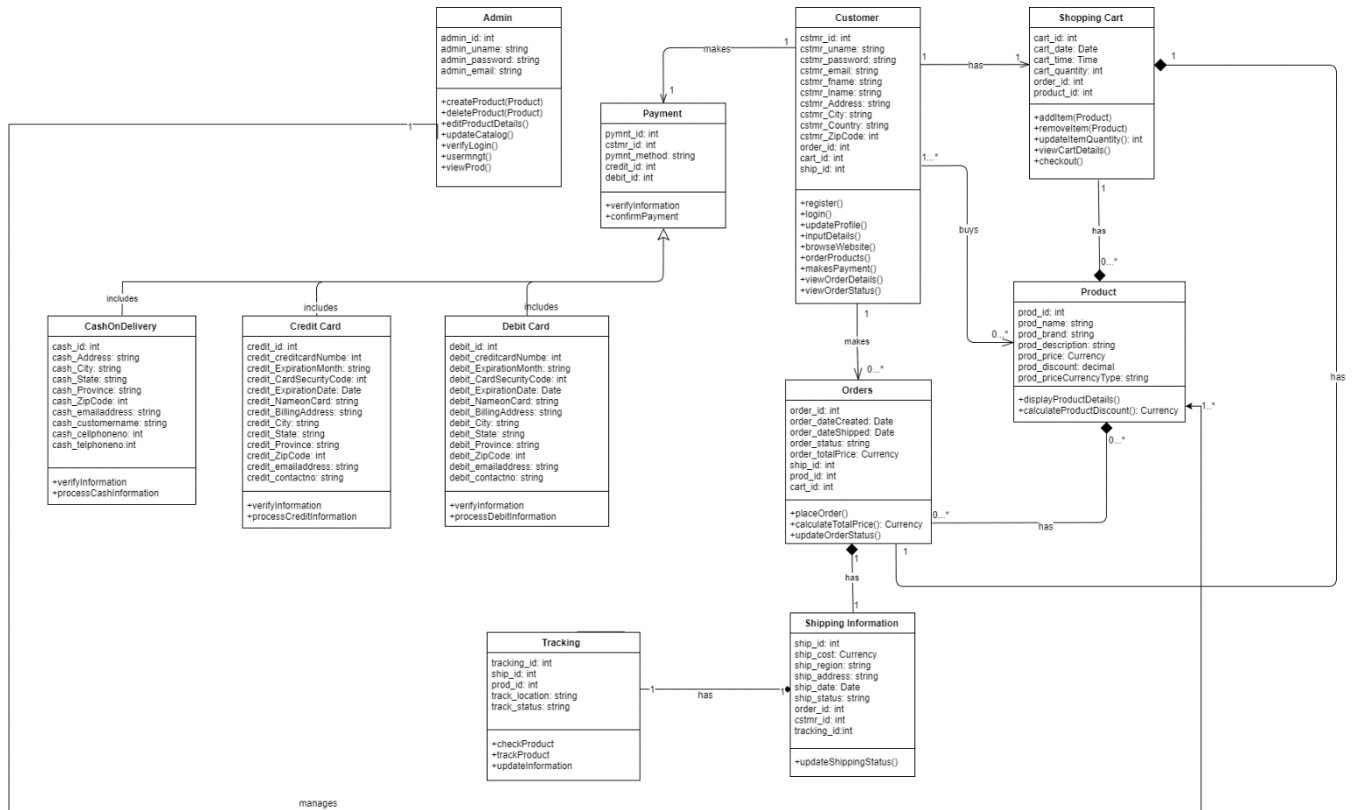 Admin
admin_id: int
admin_uname: string
admin_password: string
admin_email: string
+createProduct(Product)
+deleteProduct(Product)
+editProductDetails()
+updateCatalog()
+verifyLogin()
+usermngt()
+viewProd()
1
makes
1
1
Payment
pymnt_id: int
cstmr_id: int
pymnt_method: string
credit_id: int
debit_id: int
+verifyInformation
+confirmPayment
Customer
cstmr_id: int
cstmr_uname: string
cstmr_password: string
cstmr_email: string
cstmr_fname: string
cstmr_lname: string
cstmr_Address: string
cstmr_City: string
cstmr_Country: string
cstmr_ZipCode: int
order_id: int
cart_id: int
ship_id: int
+register()
+login()
+updateProfile()
+inputDetails()
+browseWebsite()
+orderProducts()
+makesPayment()
+viewOrderDetails()
+viewOrderStatus()
1
has
1
Shopping Cart
cart_id: int
cart_date: Date
cart_time: Time
cart_quantity: int
order_id: int
product_id: int
+addItem(Product)
+removeItem(Product)
+updateItemQuantity(): int
+viewCartDetails()
+checkout()
1
1
has
0...*
1...*
buys
0...*
Product
prod_id: int
prod_name: string
prod_brand: string
prod_description: string
prod_price: Currency
prod_discount: decimal
prod_priceCurrencyType: string
+displayProductDetails()
+calculateProductDiscount(): Currency
1..*
0...*
has
includes
includes
includes
CashOnDelivery
cash_id: int
cash_Address: string
cash_City: string
cash_State: string
cash_Province: string
cash_ZipCode: int
cash_emailaddress: string
cash_customername: string
cash_cellphoneno: int
cash_telphoneno:int
+verifyInformation
+processCashInformation
Credit Card
credit_id: int
credit_creditcardNumbe: int
credit_ExpirationMonth: string
credit_CardSecurityCode: int
credit_ExpirationDate: Date
credit_NameonCard: string
credit_BillingAddress: string
credit_City: string
credit_State: string
credit_Province: string
credit_ZipCode: int
credit_emailaddress: string
credit_contactno: string
+verifyInformation
+processCreditInformation
Debit Card
debit_id: int
debit_creditcardNumbe: int
debit_ExpirationMonth: string
debit_CardSecurityCode: int
debit_ExpirationDate: Date
debit_NameonCard: string
debit_BillingAddress: string
debit_City: string
debit_State: string
debit_Province: string
debit_ZipCode: int
debit_emailaddress: string
debit_contactno: string
+verifyInformation
+processDebitInformation
1
makes
0...*
Orders
order_id: int
order_dateCreated: Date
order_dateShipped: Date
order_status: string
order_totalPrice: Currency
ship_id: int
prod_id: int
cart_id: int
+placeOrder()
+calculateTotalPrice(): Currency
+updateOrderStatus()
0...*
has
1
1
has
1
Shipping Information
ship_id: int
ship_cost: Currency
ship_region: string
ship_address: string
ship_date: Date
ship_status: string
order_id: int
cstmr_id: int
tracking_id:int
+updateShippingStatus()
Tracking
tracking_id: int
ship_id: int
prod_id: int
track_location: string
track_status: string
+checkProduct
+trackProduct
+updateInformation
1
has
1
manages